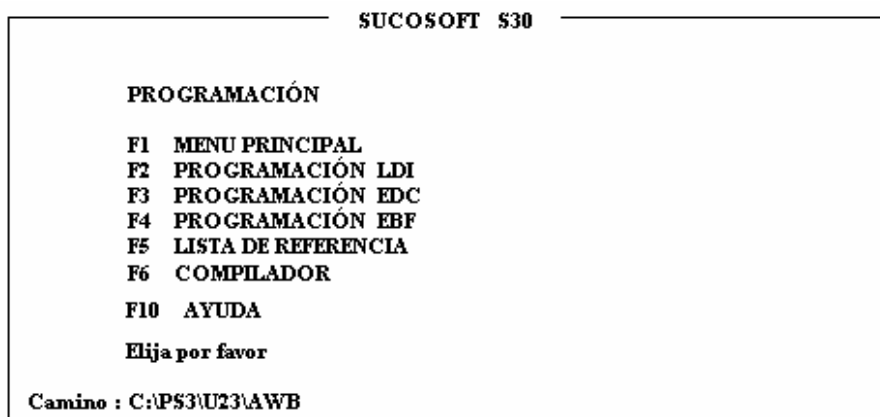 SUCOSOFT S30
PROGRAMACIÓN
F1 MENU PRINCIPAL
F2 PROGRAMACIÓN LDI
F3 PROGRAMACIÓN EDC
F4 PROGRAMACIÓN EBF
F5 LISTA DE REFERENCIA
F6 COMPILADOR
F10 AYUDA
Elija por favor
Camino : C:\PS3\U23\AWB